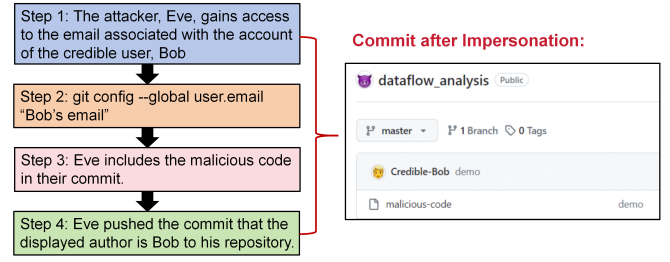 Step 1: The attacker, Eve, gains access
to the email associated with the account
of the credible user, Bob
Step 2: git config --global user.email
“Bob’s email”
Step 3: Eve includes the malicious code
in their commit.
Step 4: Eve pushed the commit that the
displayed author is Bob to his repository.
Commit after Impersonation:
dataflow_analysis Public
master 1 Branch 0 Tags
Credible-Bob demo
malicious-code demo